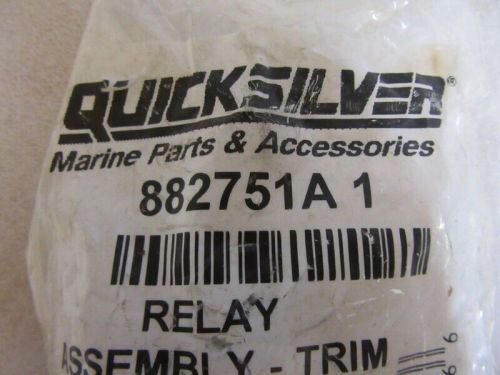 QUICKSILVER®
Marine Parts & Accessories
882751A 1
RELAY
ASSEMBLY - TRIM